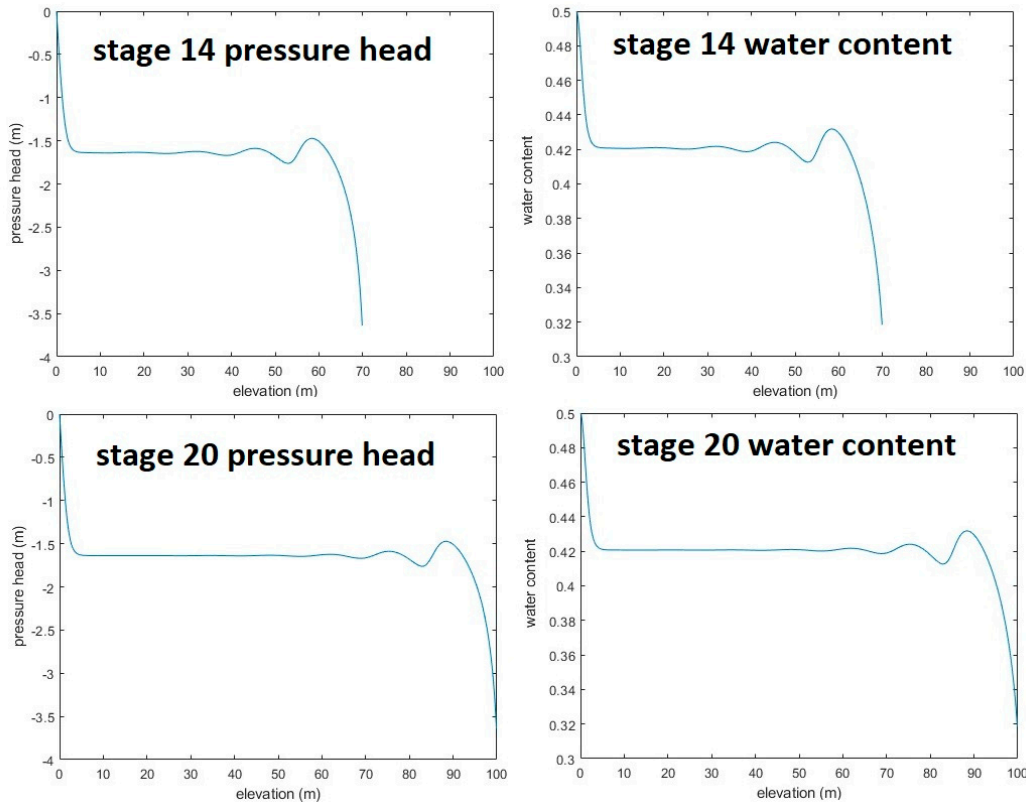 stage 14 pressure head
0
-0.5
-1
-1.5
-2
-2.5
-3
-3.5
-4
pressure head (m)
0 10 20 30 40 50 60 70 80 90 100
elevation (m)
stage 14 water content
0.5
0.48
0.46
0.44
0.42
0.4
0.38
0.36
0.34
0.32
0.3
water content
0 10 20 30 40 50 60 70 80 90 100
elevation (m)
stage 20 pressure head
0
-0.5
-1
-1.5
-2
-2.5
-3
-3.5
-4
pressure head (m)
0 10 20 30 40 50 60 70 80 90 100
elevation (m)
stage 20 water content
0.5
0.48
0.46
0.44
0.42
0.4
0.38
0.36
0.34
0.32
0.3
water content
0 10 20 30 40 50 60 70 80 90 100
elevation (m)